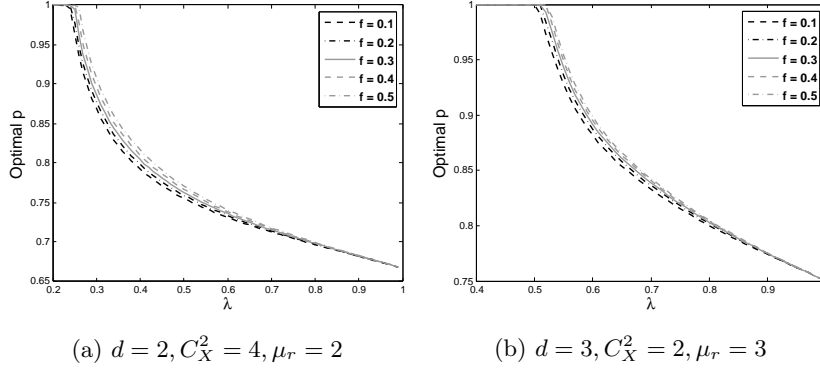 1
0.95
0.9
0.85
0.8
0.75
0.7
0.65
Optimal p
0.2 0.3 0.4 0.5 0.6 0.7 0.8 0.9 1
λ
f = 0.1
f = 0.2
f = 0.3
f = 0.4
f = 0.5
(a) d = 2, C_X^2 = 4, μ_r = 2
1
0.95
0.9
0.85
0.8
0.75
Optimal p
0.4 0.5 0.6 0.7 0.8 0.9
λ
f = 0.1
f = 0.2
f = 0.3
f = 0.4
f = 0.5
(b) d = 3, C_X^2 = 2, μ_r = 3